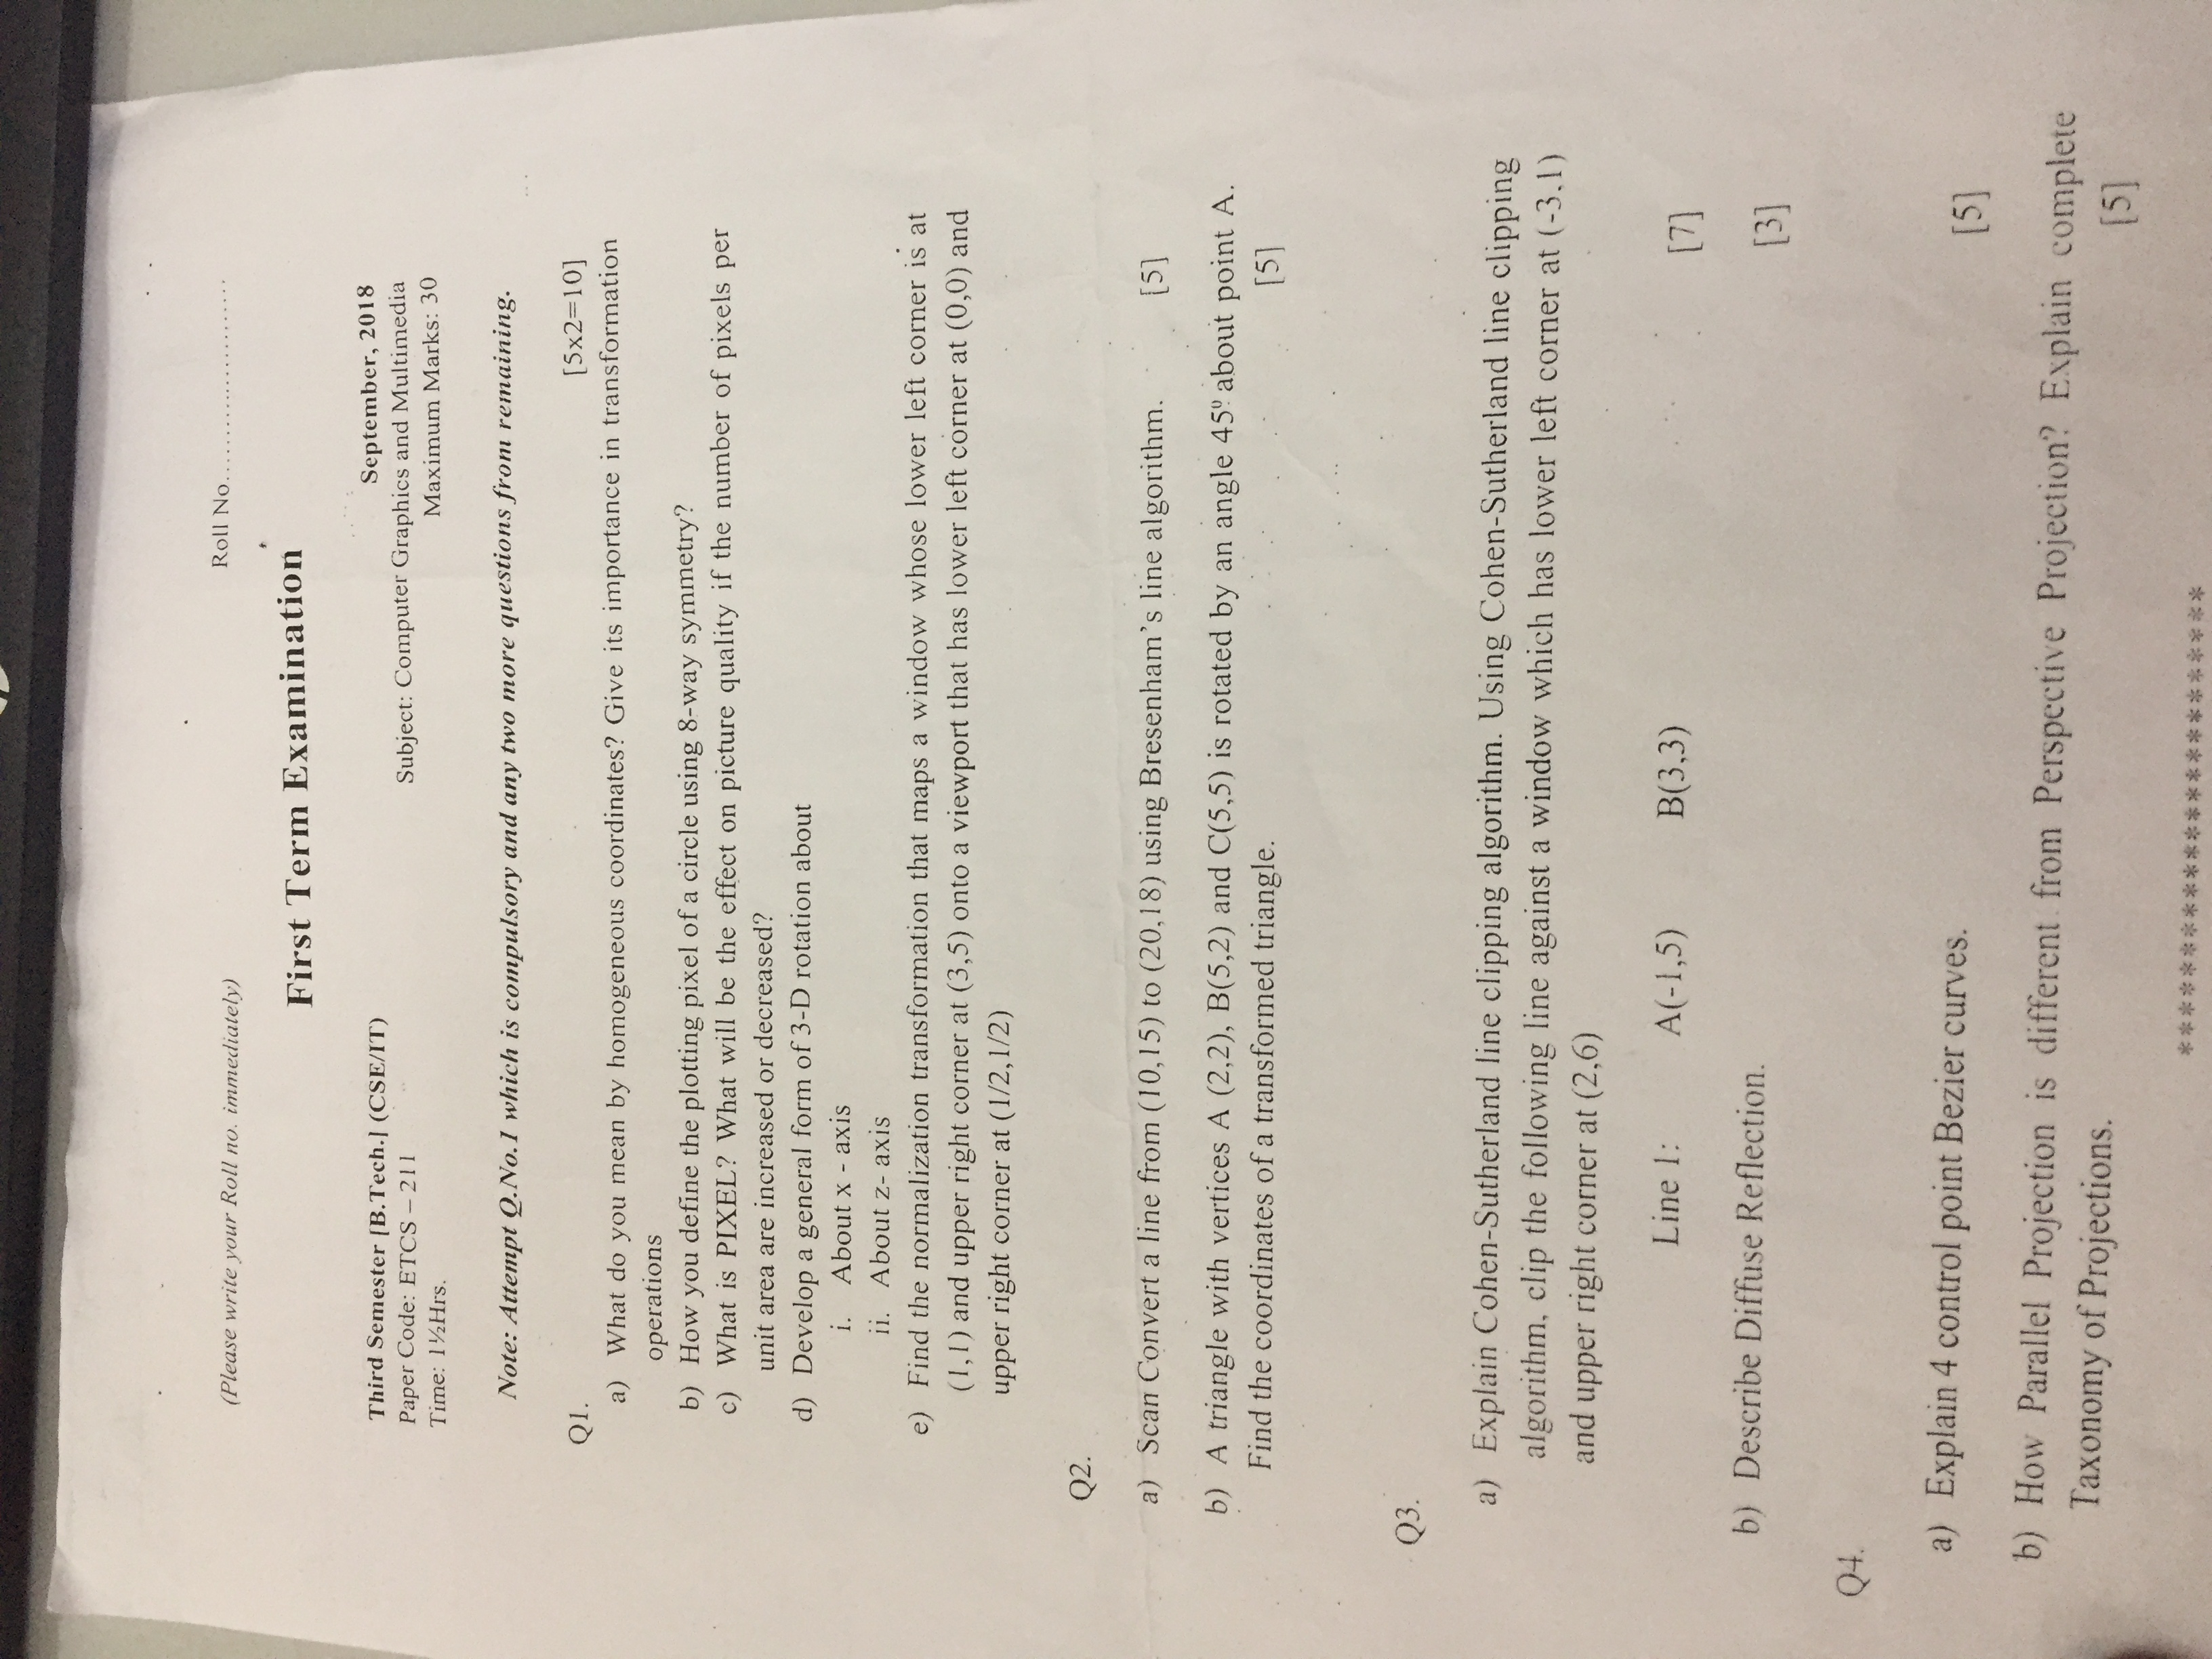 (Please write your Roll no. immediately)
Roll No.......................
First Term Examination
Third Semester [B.Tech.] (CSE/IT)
September, 2018
Paper Code: ETCS – 211
Subject: Computer Graphics and Multimedia
Time: 1½Hrs.
Maximum Marks: 30
Note: Attempt Q.No.1 which is compulsory and any two more questions from remaining.
Q1. [5x2=10]
a) What do you mean by homogeneous coordinates? Give its importance in transformation
operations
b) How you define the plotting pixel of a circle using 8-way symmetry?
c) What is PIXEL? What will be the effect on picture quality if the number of pixels per
unit area are increased or decreased?
d) Develop a general form of 3-D rotation about
i. About x - axis
ii. About z- axis
e) Find the normalization transformation that maps a window whose lower left corner is at
(1,1) and upper right corner at (3,5) onto a viewport that has lower left corner at (0,0) and
upper right corner at (1/2,1/2)
Q2.
a) Scan Convert a line from (10,15) to (20,18) using Bresenham's line algorithm. [5]
b) A triangle with vertices A (2,2), B(5,2) and C(5,5) is rotated by an angle 45⁰ about point A.
Find the coordinates of a transformed triangle. [5]
Q3.
a) Explain Cohen-Sutherland line clipping algorithm. Using Cohen-Sutherland line clipping
algorithm, clip the following line against a window which has lower left corner at (-3,1)
and upper right corner at (2,6)
Line 1: A(-1,5) B(3,3) [7]
b) Describe Diffuse Reflection. [3]
Q4.
a) Explain 4 control point Bezier curves. [5]
b) How Parallel Projection is different from Perspective Projection? Explain complete
Taxonomy of Projections. [5]
************************